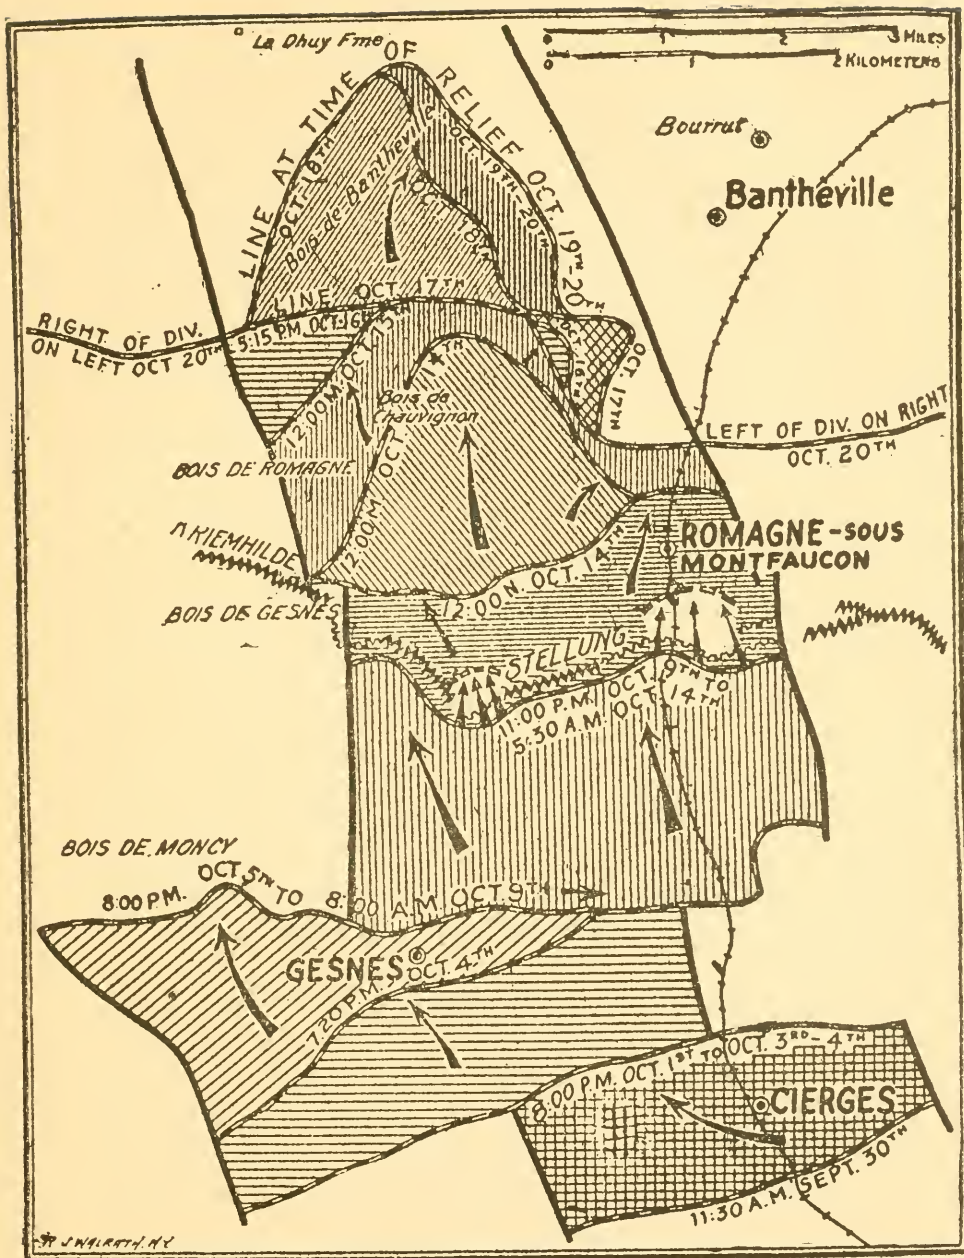 La Dhuy Fme
0 1 2 3 MILES
0 1 2 KILOMETERS
LINE AT TIME OF RELIEF OCT. 19TH-20TH
Bourrut
Bantheville
OCT. 18TH
Bois de Bantheville
OCT. 18TH
OCT. 19TH-20TH
LINE OCT. 17TH
RIGHT OF DIV.
ON LEFT OCT 20TH
5:15 P.M. OCT. 16TH
12:00 M. OCT. 15TH
OCT. 16TH
OCT. 17TH
12:00 M. OCT. 14TH
Bois de
Chauvignon
LEFT OF DIV. ON RIGHT
OCT. 20TH
BOIS DE ROMAGNE
KRIEMHILDE
ROMAGNE-SOUS
MONTFAUCON
12:00 N. OCT. 14TH
BOIS DE GESNES
STELLUNG
11:00 P.M. OCT. 9TH TO
5:30 A.M. OCT. 14TH
BOIS DE MONCY
8:00 P.M. OCT. 5TH TO 8:00 A.M. OCT 9TH
GESNES
7:20 P.M. OCT. 4TH
8:00 P.M. OCT. 1ST TO OCT. 3RD-4TH
CIERGES
11:30 A.M. SEPT. 30TH
R J WALRATH. N.Y.